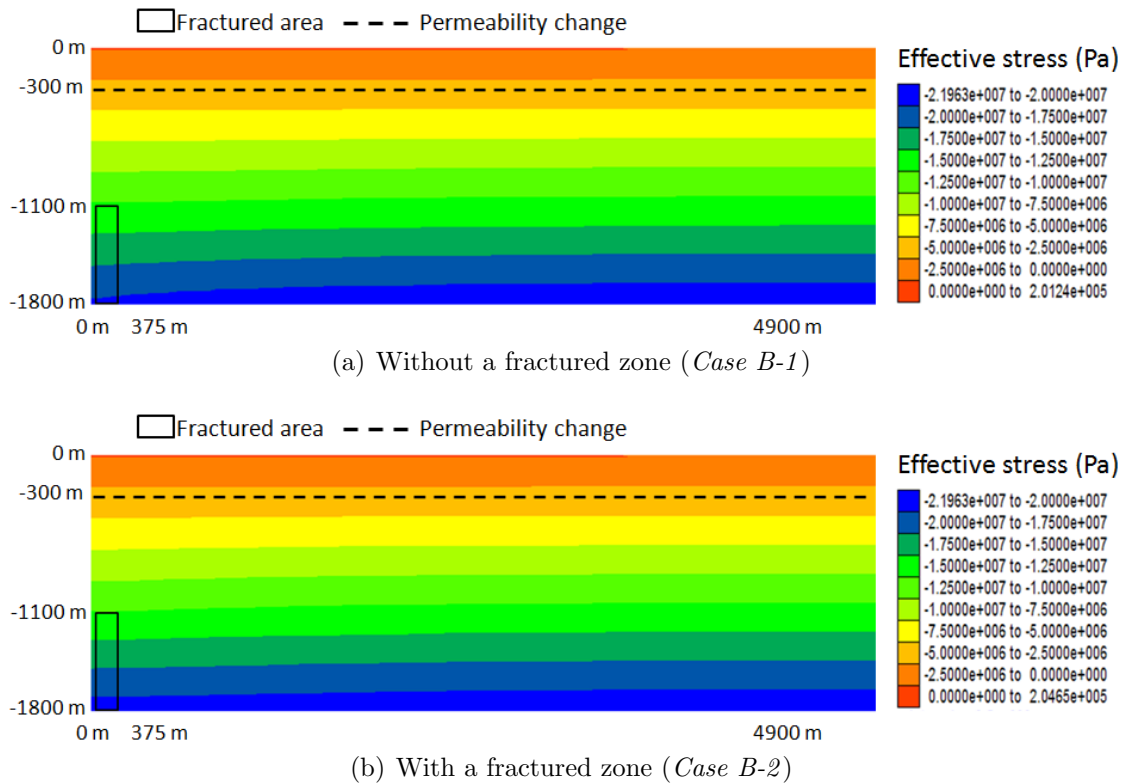 Fractured area Permeability change
0 m
-300 m
-1100 m
-1800 m
0 m 375 m 4900 m
Effective stress (Pa)
-2.1963e+007 to -2.0000e+007
-2.0000e+007 to -1.7500e+007
-1.7500e+007 to -1.5000e+007
-1.5000e+007 to -1.2500e+007
-1.2500e+007 to -1.0000e+007
-1.0000e+007 to -7.5000e+006
-7.5000e+006 to -5.0000e+006
-5.0000e+006 to -2.5000e+006
-2.5000e+006 to 0.0000e+000
0.0000e+000 to 2.0124e+005
(a) Without a fractured zone (Case B-1)
Fractured area Permeability change
0 m
-300 m
-1100 m
-1800 m
0 m 375 m 4900 m
Effective stress (Pa)
-2.1963e+007 to -2.0000e+007
-2.0000e+007 to -1.7500e+007
-1.7500e+007 to -1.5000e+007
-1.5000e+007 to -1.2500e+007
-1.2500e+007 to -1.0000e+007
-1.0000e+007 to -7.5000e+006
-7.5000e+006 to -5.0000e+006
-5.0000e+006 to -2.5000e+006
-2.5000e+006 to 0.0000e+000
0.0000e+000 to 2.0465e+005
(b) With a fractured zone (Case B-2)